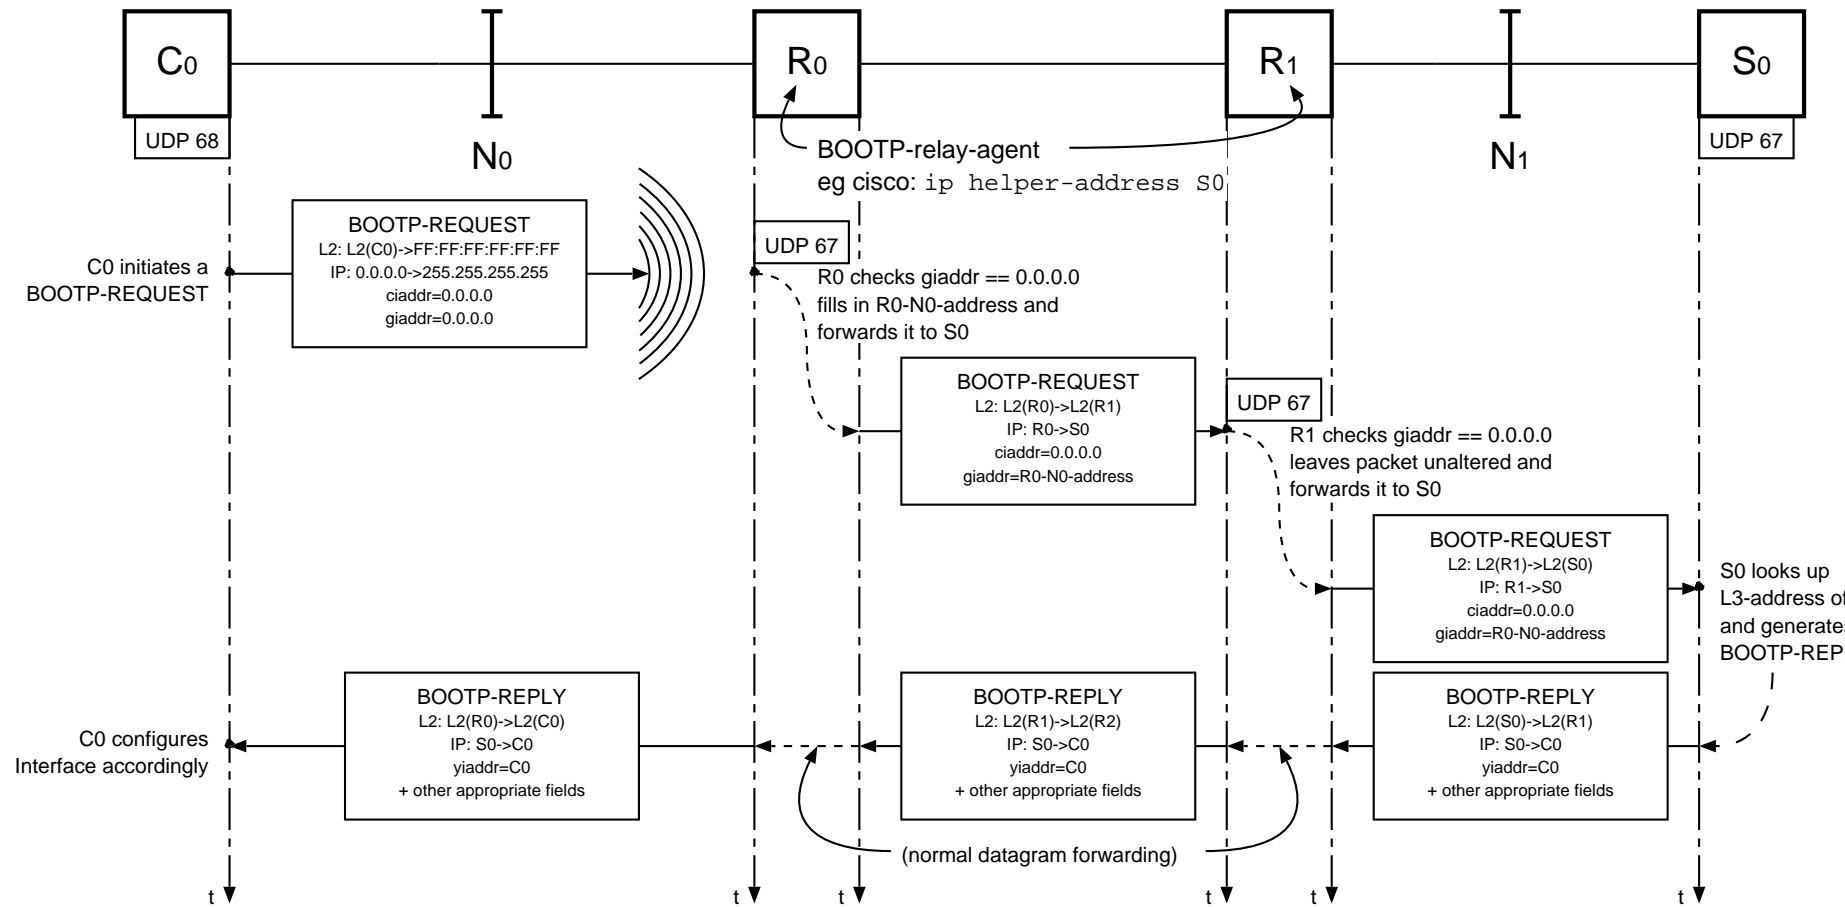 C0
R0
R1
S0
UDP 68
N0
BOOTP-relay-agent
eg cisco: ip helper-address S0
N1
UDP 67
BOOTP-REQUEST
L2: L2(C0)->FF:FF:FF:FF:FF:FF
IP: 0.0.0.0->255.255.255.255
ciaddr=0.0.0.0
giaddr=0.0.0.0
C0 initiates a
BOOTP-REQUEST
UDP 67
R0 checks giaddr == 0.0.0.0
fills in R0-N0-address and
forwards it to S0
BOOTP-REQUEST
L2: L2(R0)->L2(R1)
IP: R0->S0
ciaddr=0.0.0.0
giaddr=R0-N0-address
UDP 67
R1 checks giaddr == 0.0.0.0
leaves packet unaltered and
forwards it to S0
BOOTP-REQUEST
L2: L2(R1)->L2(S0)
IP: R1->S0
ciaddr=0.0.0.0
giaddr=R0-N0-address
S0 looks up
L3-address of
and generates
BOOTP-REP
C0 configures
Interface accordingly
BOOTP-REPLY
L2: L2(R0)->L2(C0)
IP: S0->C0
yiaddr=C0
+ other appropriate fields
BOOTP-REPLY
L2: L2(R1)->L2(R2)
IP: S0->C0
yiaddr=C0
+ other appropriate fields
BOOTP-REPLY
L2: L2(S0)->L2(R1)
IP: S0->C0
yiaddr=C0
+ other appropriate fields
(normal datagram forwarding)
t
t
t
t
t
t